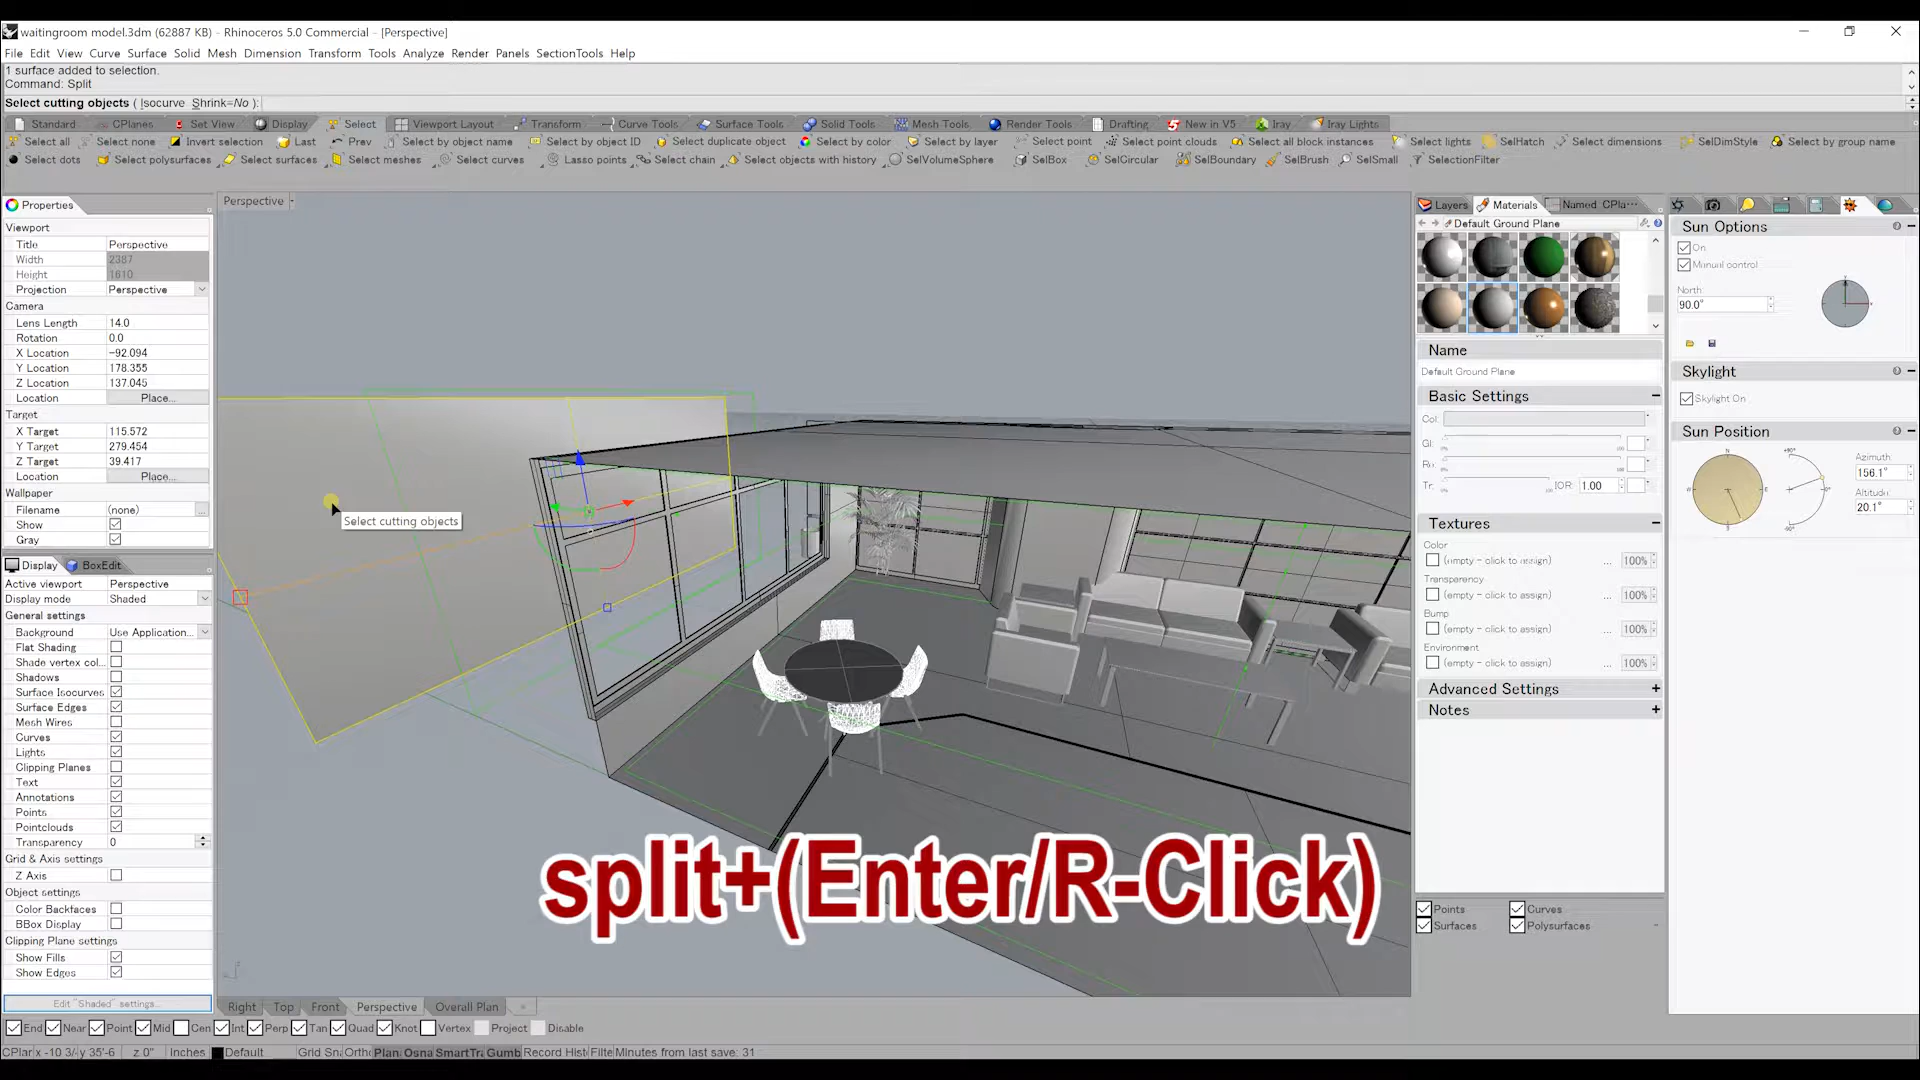 waitingroom model.3dm (62887 KB) - Rhinoceros 5.0 Commercial - [Perspective]
File Edit View Curve Surface Solid Mesh Dimension Transform Tools Analyze Render Panels SectionTools Help
1 surface added to selection.
Command: Split
Select cutting objects ( Isocurve Shrink=No ):
Standard CPlanes Set View Display Select Viewport Layout Transform Curve Tools Surface Tools Solid Tools Mesh Tools Render Tools Drafting New in V5 Iray Iray Lights
Select all Select none Invert selection Last Prev Select by object name Select by object ID Select duplicate object Select by color Select by layer Select point Select point clouds Select all block instances Select lights SelHatch Select dimensions SelDimStyle Select by group name
Select dots Select polysurfaces Select surfaces Select meshes Select curves Lasso points Select chain Select objects with history SelVolumeSphere SelBox SelCircular SelBoundary SelBrush SelSmall SelectionFilter
Properties
Viewport
Title Perspective
Width 2387
Height 1610
Projection Perspective
Camera
Lens Length 14.0
Rotation 0.0
X Location -92.094
Y Location 178.355
Z Location 137.045
Location Place...
Target
X Target 115.572
Y Target 279.454
Z Target 39.417
Location Place...
Wallpaper
Filename (none) ...
Show
Gray
Display BoxEdit
Active viewport Perspective
Display mode Shaded
General settings
Background Use Application...
Flat Shading
Shade vertex col...
Shadows
Surface Isocurves
Surface Edges
Mesh Wires
Curves
Lights
Clipping Planes
Text
Annotations
Points
Pointclouds
Transparency 0
Grid & Axis settings
Z Axis
Object settings
Color Backfaces
BBox Display
Clipping Plane settings
Show Fills
Show Edges
Edit "Shaded" settings...
Perspective
Select cutting objects
split+(Enter/R-Click)
Right Top Front Perspective Overall Plan
Layers Materials Named CPla...
Default Ground Plane
Name
Default Ground Plane
Basic Settings
Col
Gl
Tr IOR: 1.00
Textures
Color
(empty - click to assign) ... 100%
Transparency
(empty - click to assign) ... 100%
Bump
(empty - click to assign) ... 100%
Environment
(empty - click to assign) ... 100%
Advanced Settings
Notes
Points Curves
Surfaces Polysurfaces
Sun Options
On
Manual control
North:
90.0°
Skylight
Skylight On
Sun Position
Azimuth:
156.1°
Altitude:
20.1°
End Near Point Mid Cen Int Perp Tan Quad Knot Vertex Project Disable
CPlar x -10 3/ y 35'-6 z 0" Inches Default Grid Sn Ortho Plan Osna SmartTra Gumb Record Hist Filte Minutes from last save: 31